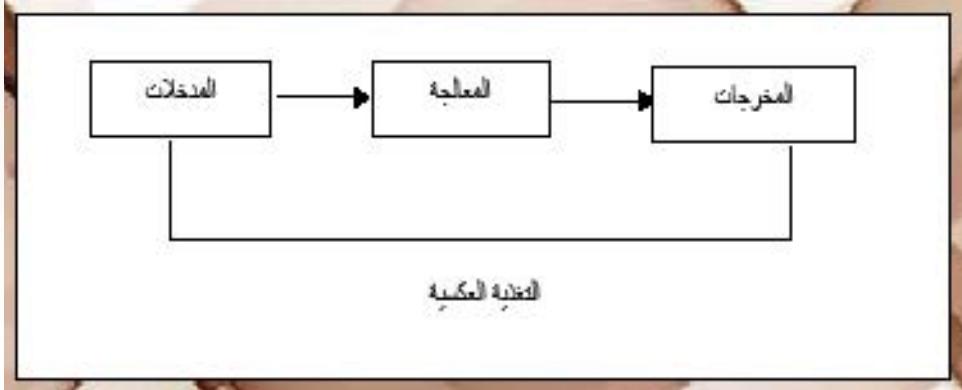 المدخلات
المعالجة
المخرجات
التغذية العكسية